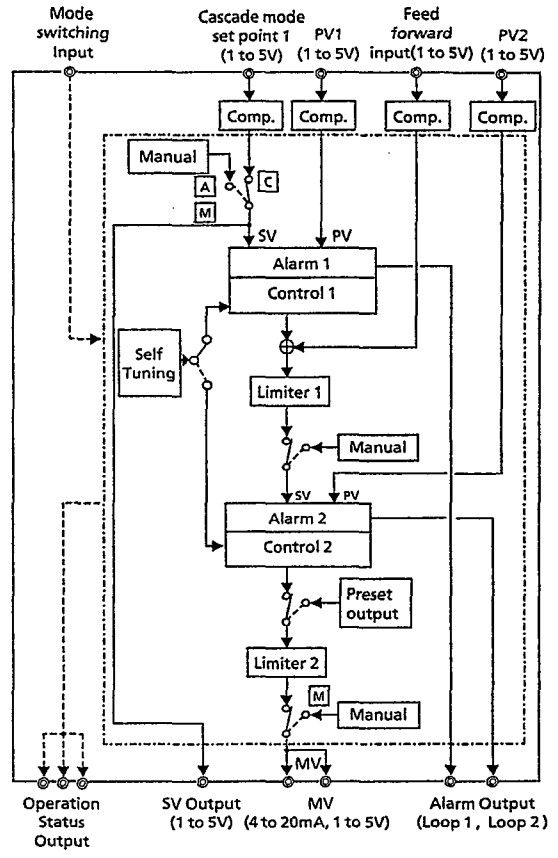 Mode
switching
Input
Cascade mode
set point 1
(1 to 5V)
PV1
(1 to 5V)
Feed
forward
input(1 to 5V)
PV2
(1 to 5V)
Comp.
Comp.
Comp.
Comp.
Manual
A
C
M
SV
PV
Alarm 1
Control 1
Self
Tuning
Limiter 1
Manual
SV
PV
Alarm 2
Control 2
Preset
output
Limiter 2
M
Manual
MV
Operation
Status
Output
SV Output
(1 to 5V)
MV
(4 to 20mA, 1 to 5V)
Alarm Output
(Loop 1 , Loop 2)